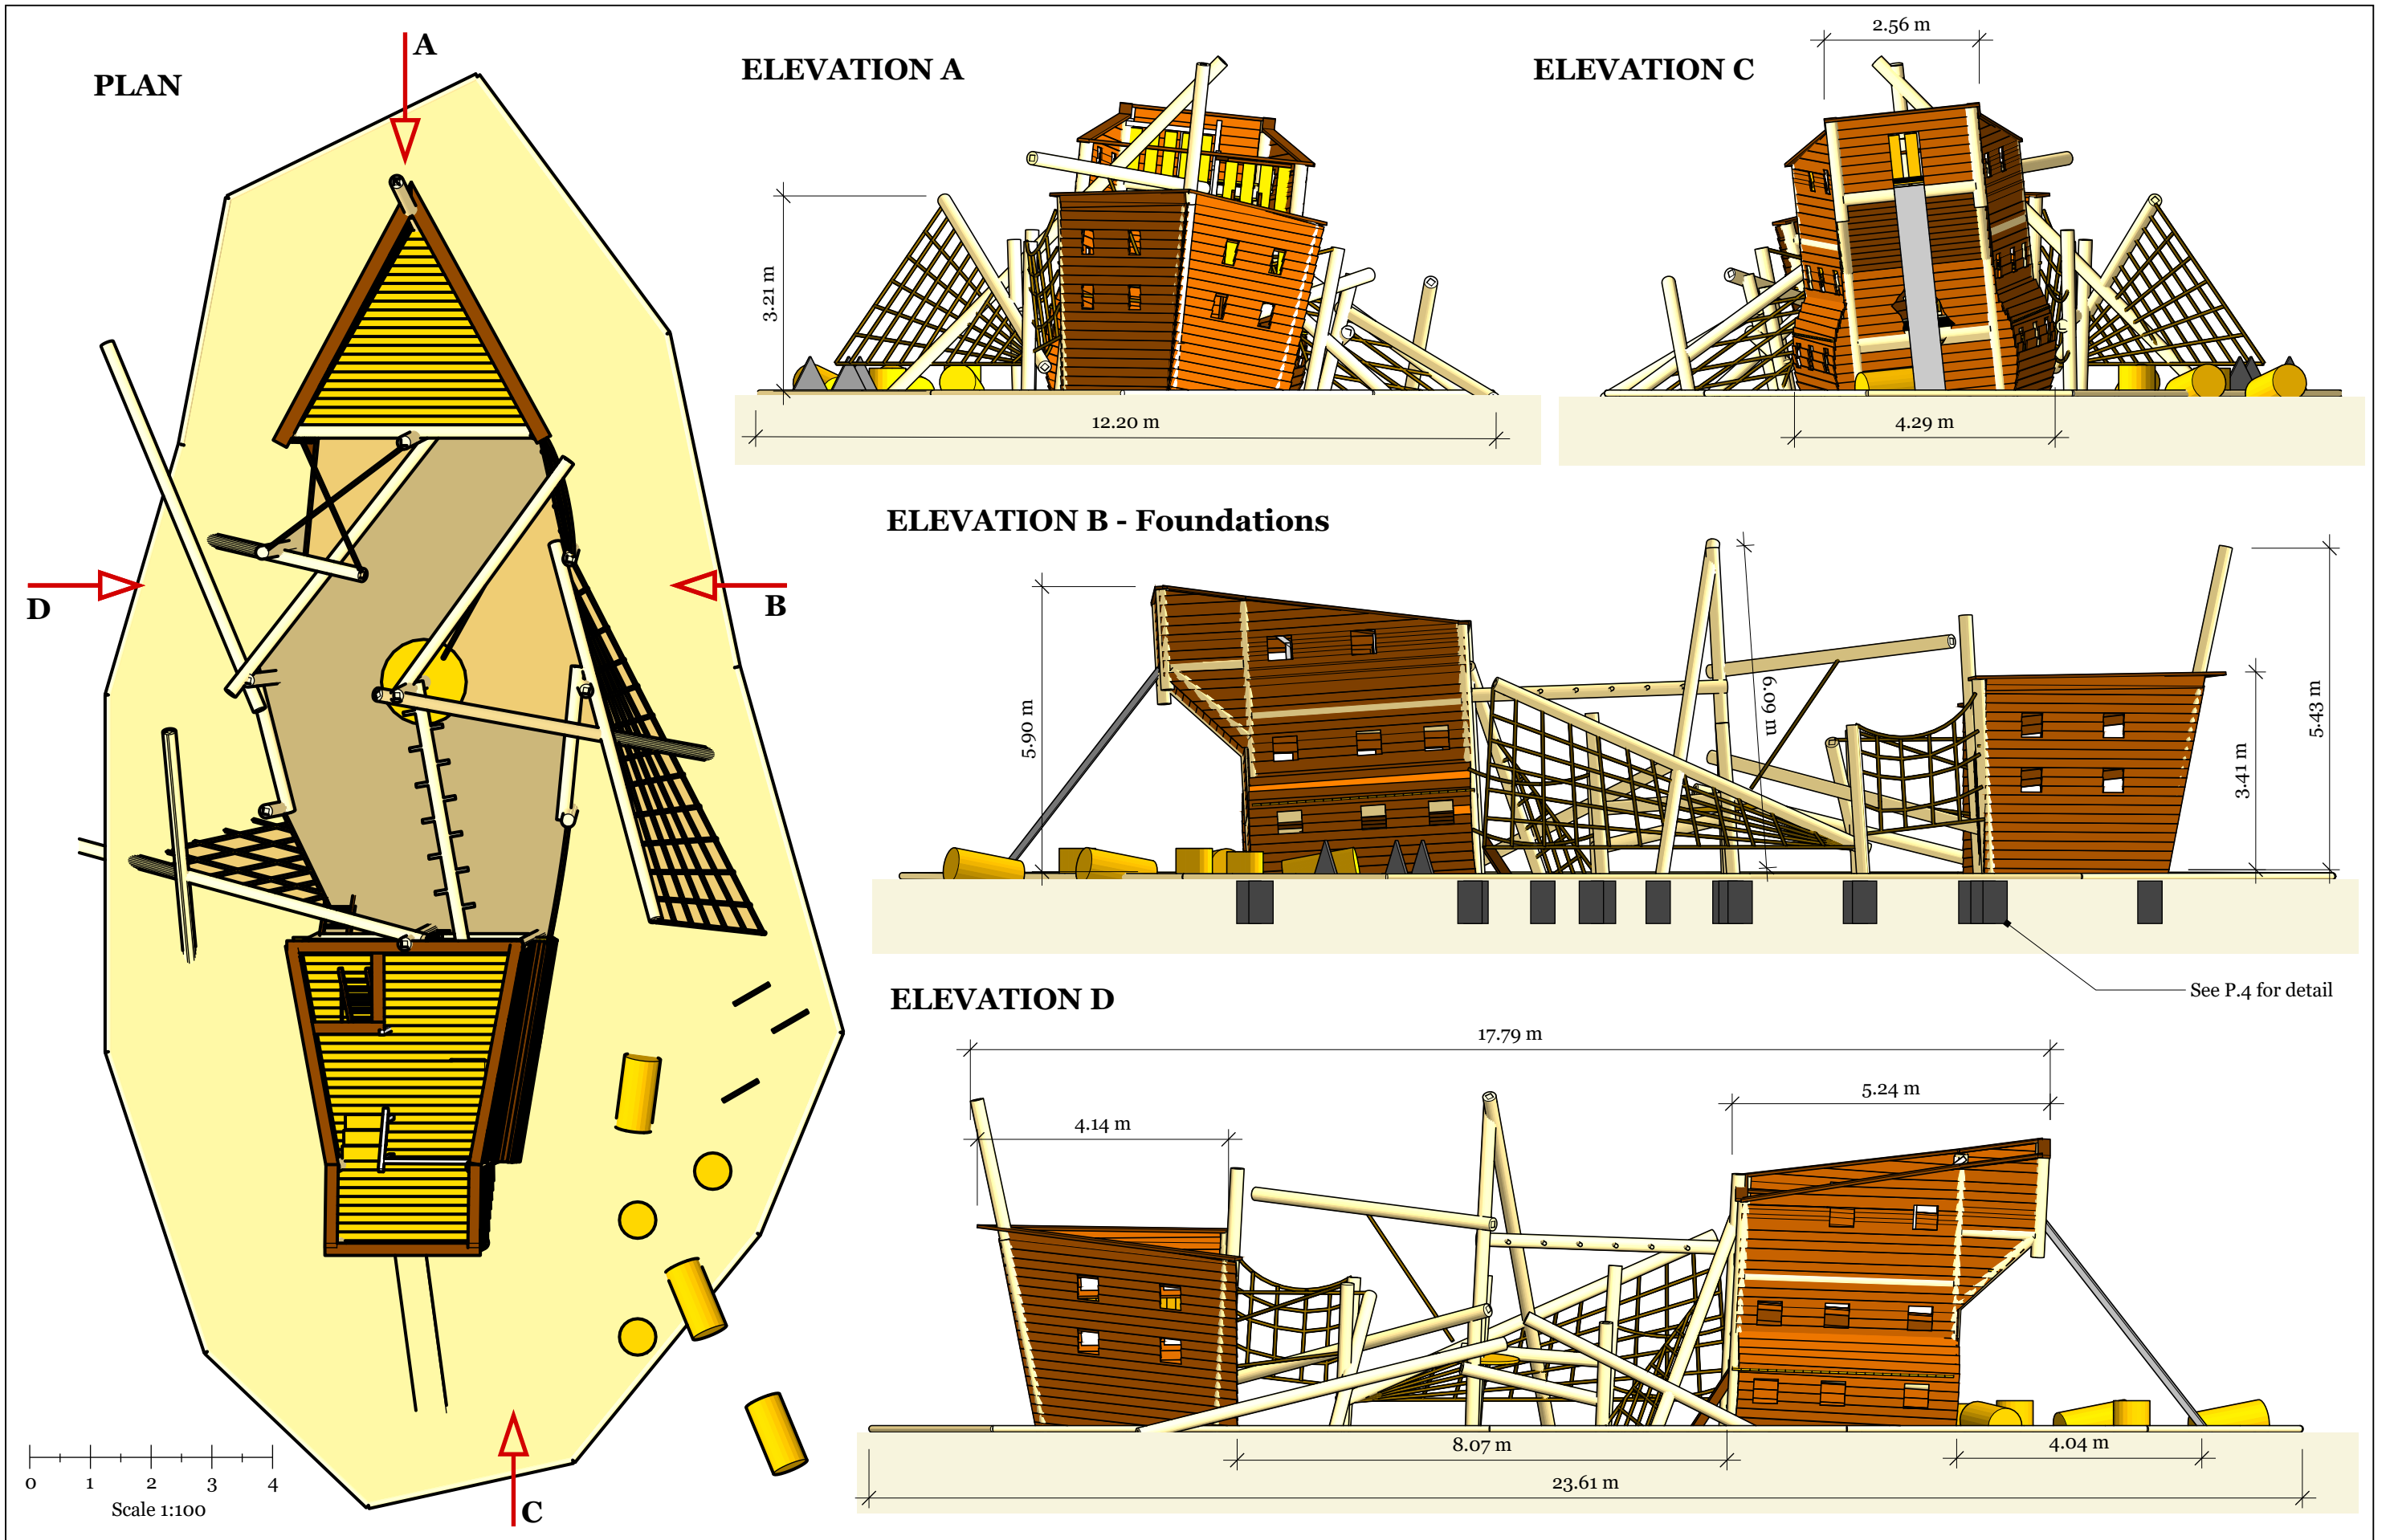 PLAN
A
D
B
C
0 1 2 3 4
Scale 1:100
ELEVATION A
3.21 m
12.20 m
ELEVATION C
2.56 m
4.29 m
ELEVATION B - Foundations
5.90 m
6.09 m
5.43 m
3.41 m
See P.4 for detail
ELEVATION D
17.79 m
5.24 m
4.14 m
8.07 m
4.04 m
23.61 m